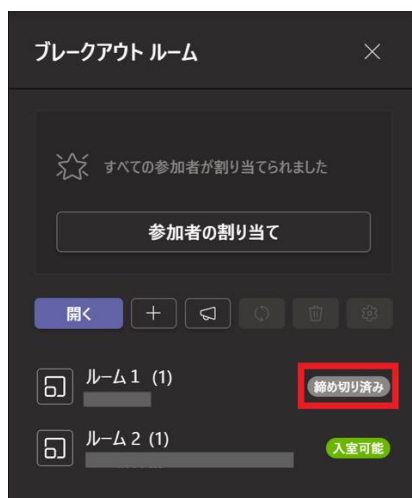 ブレークアウト ルーム
すべての参加者が割り当てられました
参加者の割り当て
開く
ルーム 1 (1)
締め切り済み
ルーム 2 (1)
入室可能